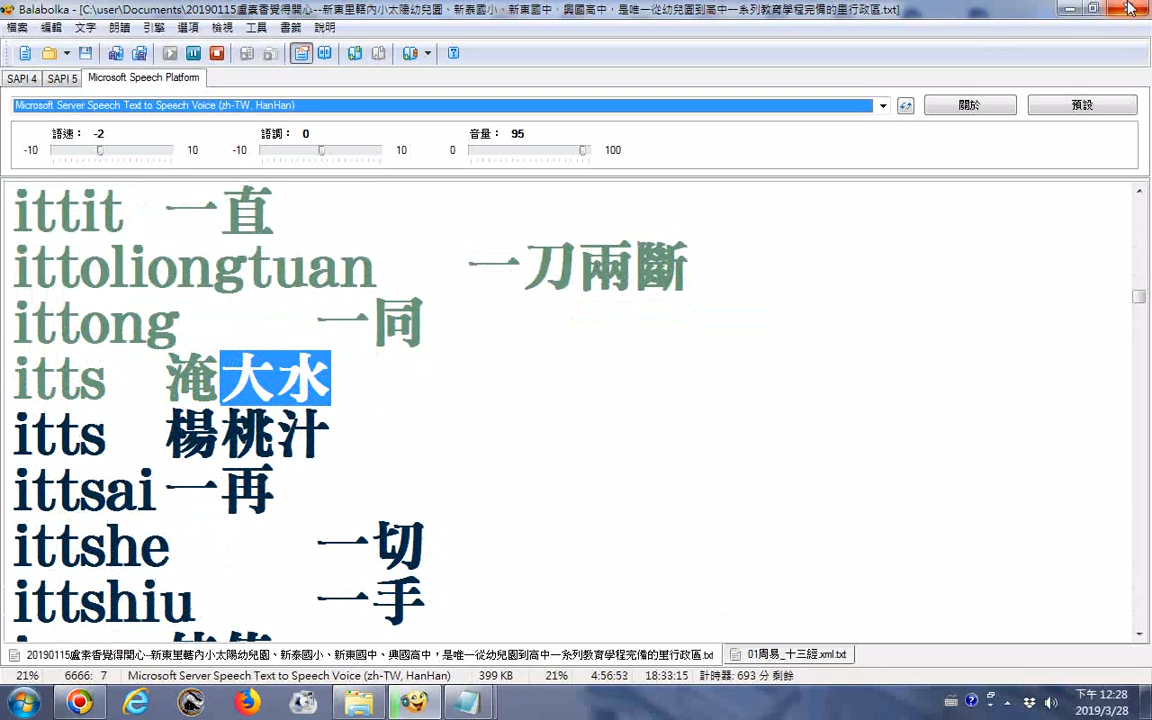 Balabolka - [C:\user\Documents\20190115盧素香覺得開心--新東里轄內小太陽幼兒園、新泰國小、新東國中、興國高中，是唯一從幼兒園到高中一系列教育學程完備的里行政區.txt]
檔案 編輯 文字 朗讀 引擎 選項 檢視 工具 書籤 說明
SAPI 4 SAPI 5 Microsoft Speech Platform
Microsoft Server Speech Text to Speech Voice (zh-TW, HanHan) 關於 預設
語速： -2 語調： 0 音量： 95
-10 10 -10 10 0 100
ittit 一直
ittoliongtuan 一刀兩斷
ittong 一同
itts 淹大水
itts 楊桃汁
ittsai 一再
ittshe 一切
ittshiu 一手
20190115盧素香覺得開心--新東里轄內小太陽幼兒園、新泰國小、新東國中、興國高中，是唯一從幼兒園到高中一系列教育學程完備的里行政區.txt 01周易_十三經.xml.txt
21% 6666: 7 Microsoft Server Speech Text to Speech Voice (zh-TW, HanHan) 399 KB 21% 4:56:53 18:33:15 計時器: 693 分 剩餘
下午 12:28
2019/3/28